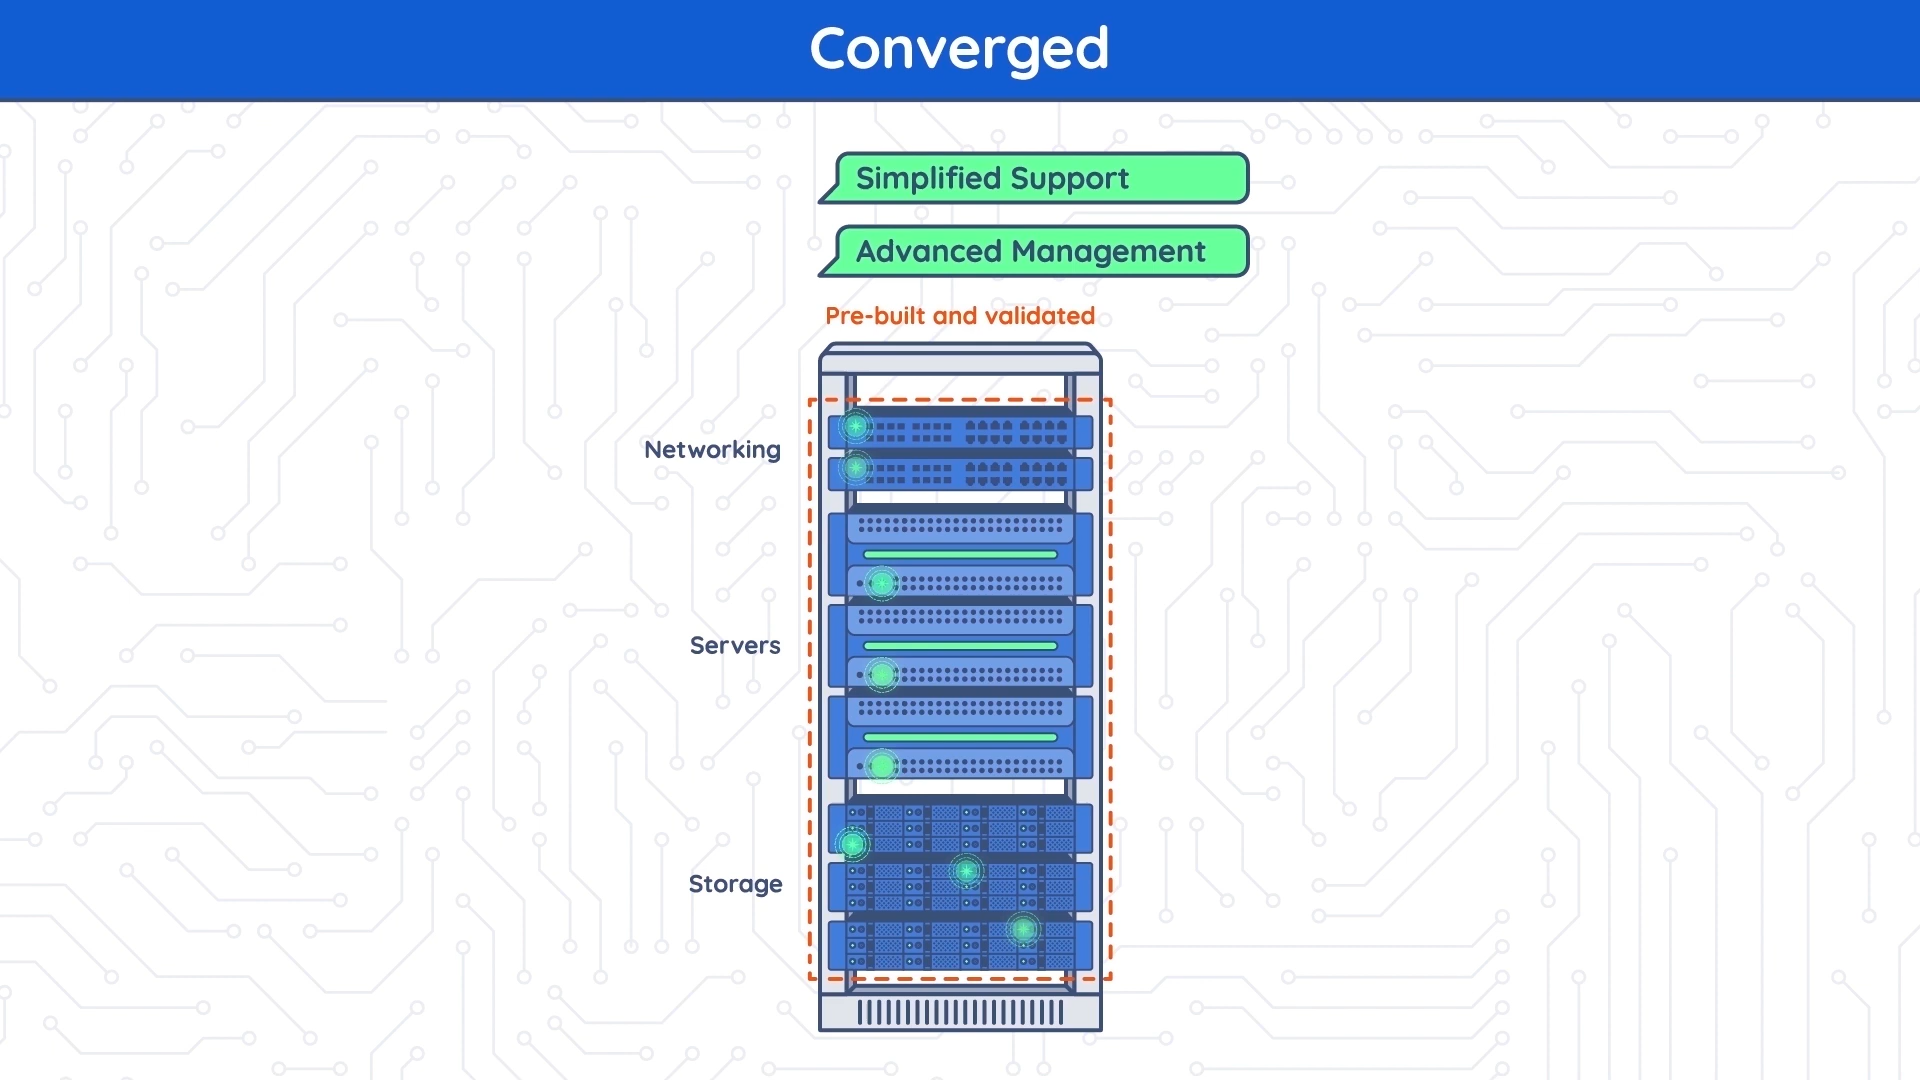 Converged
Simplified Support
Advanced Management
Pre-built and validated
Networking
Servers
Storage